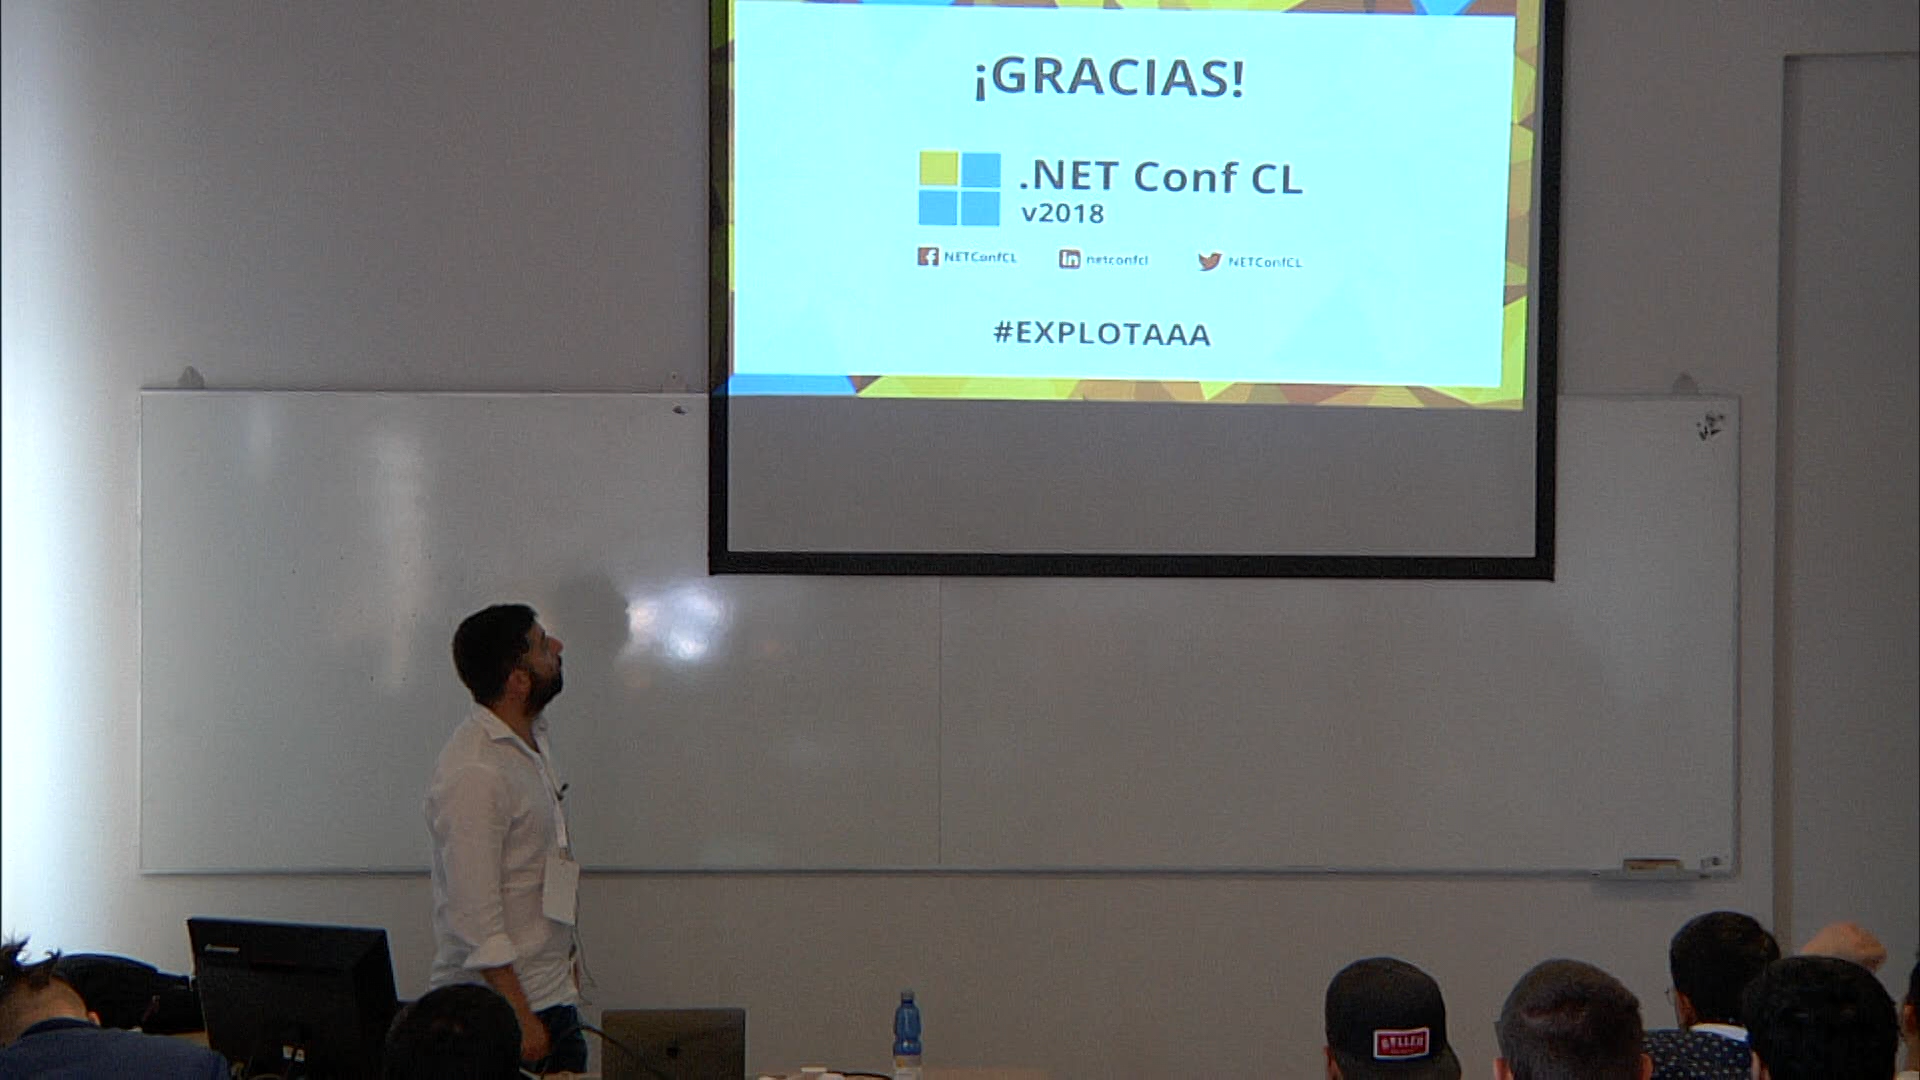 ¡GRACIAS!
.NET Conf CL
v2018
NETConfCL
netconfcl
NETConfCL
#EXPLOTAAA